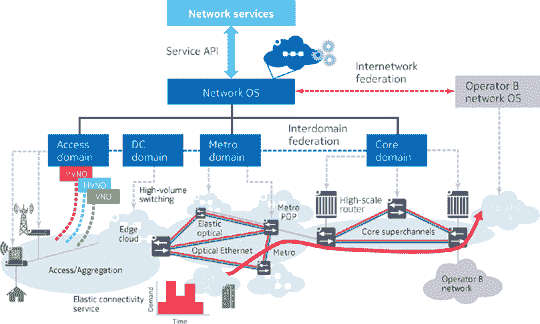 Network services
Service API
Internetwork
federation
Network OS
Operator B
network OS
Interdomain
federation
Access
domain
DC
domain
Metro
domain
Core
domain
MVNO
MVNO
VNO
High-volume
switching
Edge
cloud
Elastic
optical
Metro
POP
High-scale
router
Core superchannels
Optical Ethernet
Metro
Access/Aggregation
Operator B
network
Elastic connectivity
service
Demand
Time